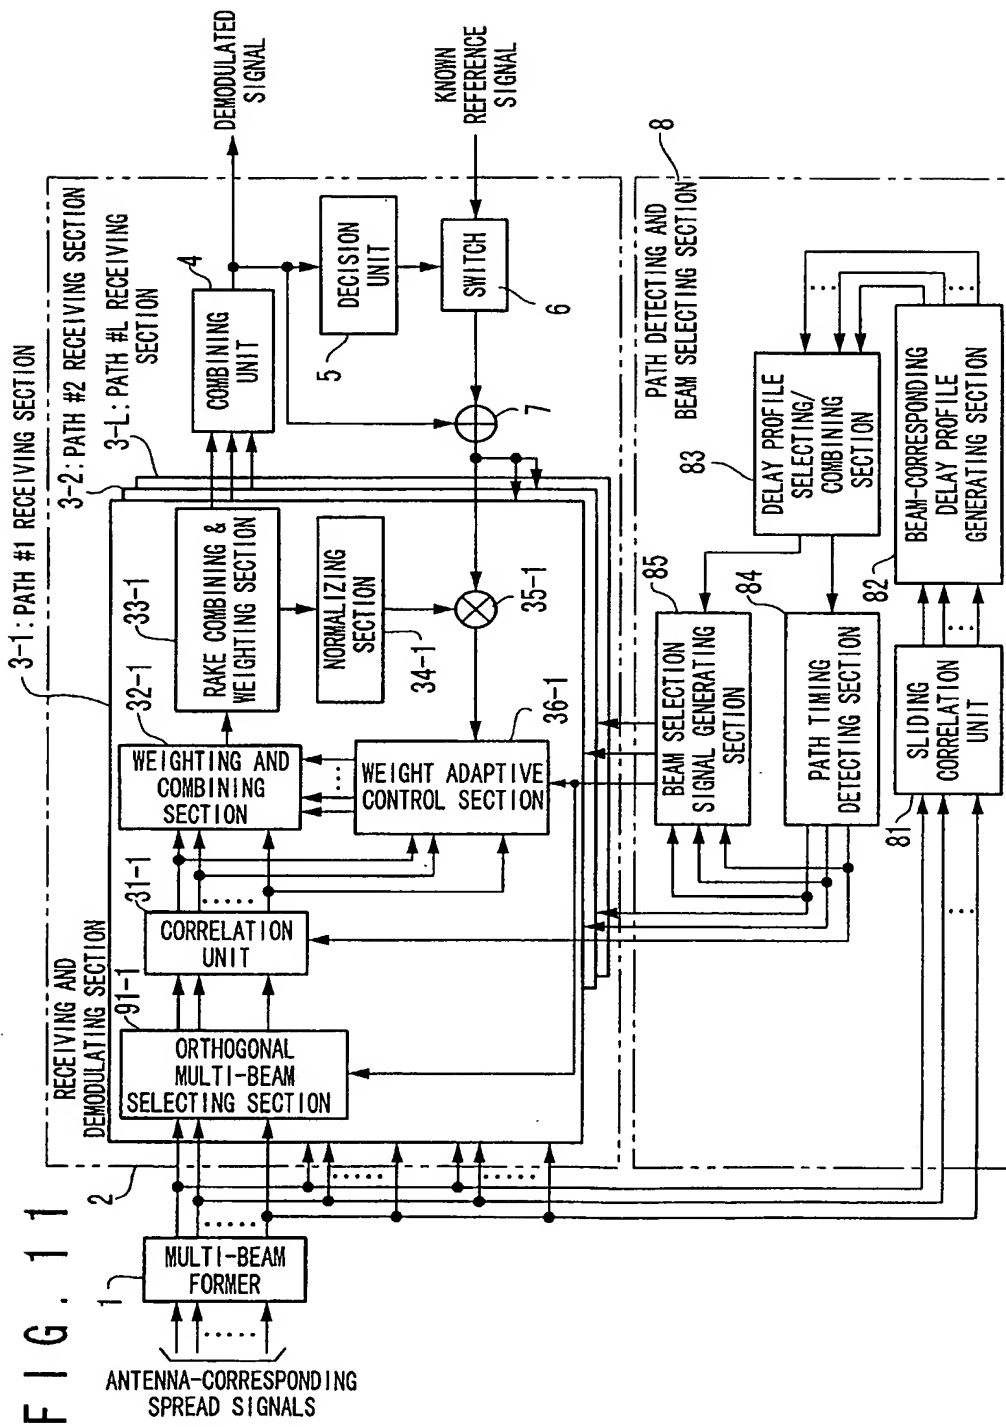 FIG. 11
ANTENNA-CORRESPONDING
SPREAD SIGNALS
1
MULTI-BEAM
FORMER
2
RECEIVING AND
DEMODULATING SECTION
3-1: PATH #1 RECEIVING SECTION
3-2: PATH #2 RECEIVING SECTION
3-L: PATH #L RECEIVING
SECTION
91-1
ORTHOGONAL
MULTI-BEAM
SELECTING SECTION
31-1
CORRELATION
UNIT
32-1
WEIGHTING AND
COMBINING
SECTION
33-1
RAKE COMBINING &
WEIGHTING SECTION
NORMALIZING
SECTION
34-1
35-1
36-1
WEIGHT ADAPTIVE
CONTROL SECTION
4
COMBINING
UNIT
DEMODULATED
SIGNAL
5
DECISION
UNIT
6
SWITCH
KNOWN
REFERENCE
SIGNAL
7
8
PATH DETECTING AND
BEAM SELECTING SECTION
81
SLIDING
CORRELATION
UNIT
82
BEAM-CORRESPONDING
DELAY PROFILE
GENERATING SECTION
83
DELAY PROFILE
SELECTING/
COMBINING
SECTION
84
PATH TIMING
DETECTING SECTION
85
BEAM SELECTION
SIGNAL GENERATING
SECTION